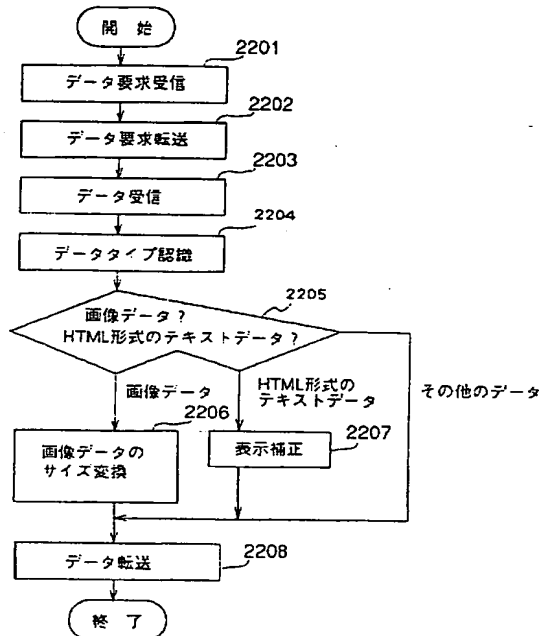 開 始
2201
データ要求受信
2202
データ要求転送
2203
データ受信
2204
データタイプ認識
2205
画像データ？
HTML形式のテキストデータ？
画像データ
HTML形式の
テキストデータ
その他のデータ
2206
画像データの
サイズ変換
2207
表示補正
2208
データ転送
終 了